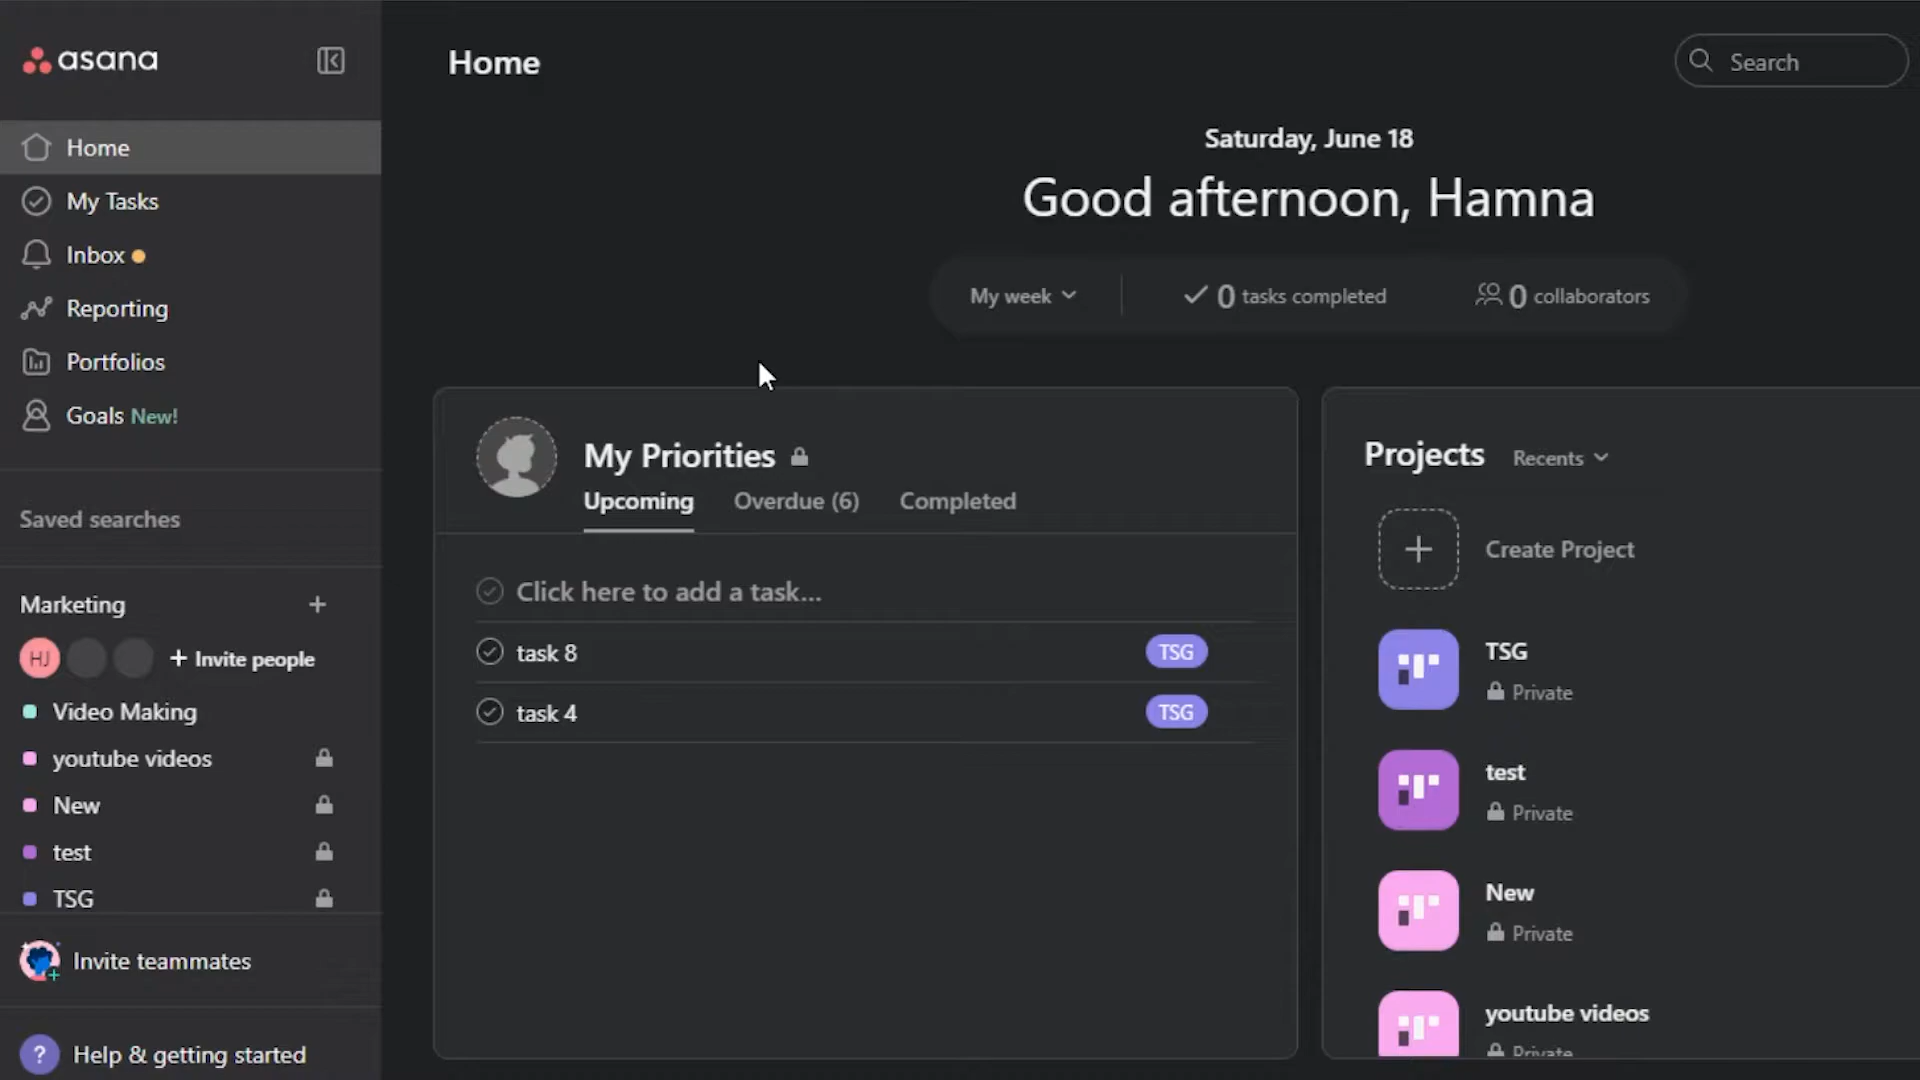 asana
Home
My Tasks
Inbox
Reporting
Portfolios
Goals New!
Saved searches
Marketing +
HJ + Invite people
Video Making
youtube videos
New
test
TSG
Invite teammates
? Help & getting started
Home
Search
Saturday, June 18
Good afternoon, Hamna
My week
0 tasks completed
0 collaborators
My Priorities
Upcoming Overdue (6) Completed
Click here to add a task...
task 8 TSG
task 4 TSG
Projects Recents
+ Create Project
TSG
Private
test
Private
New
Private
youtube videos
Private